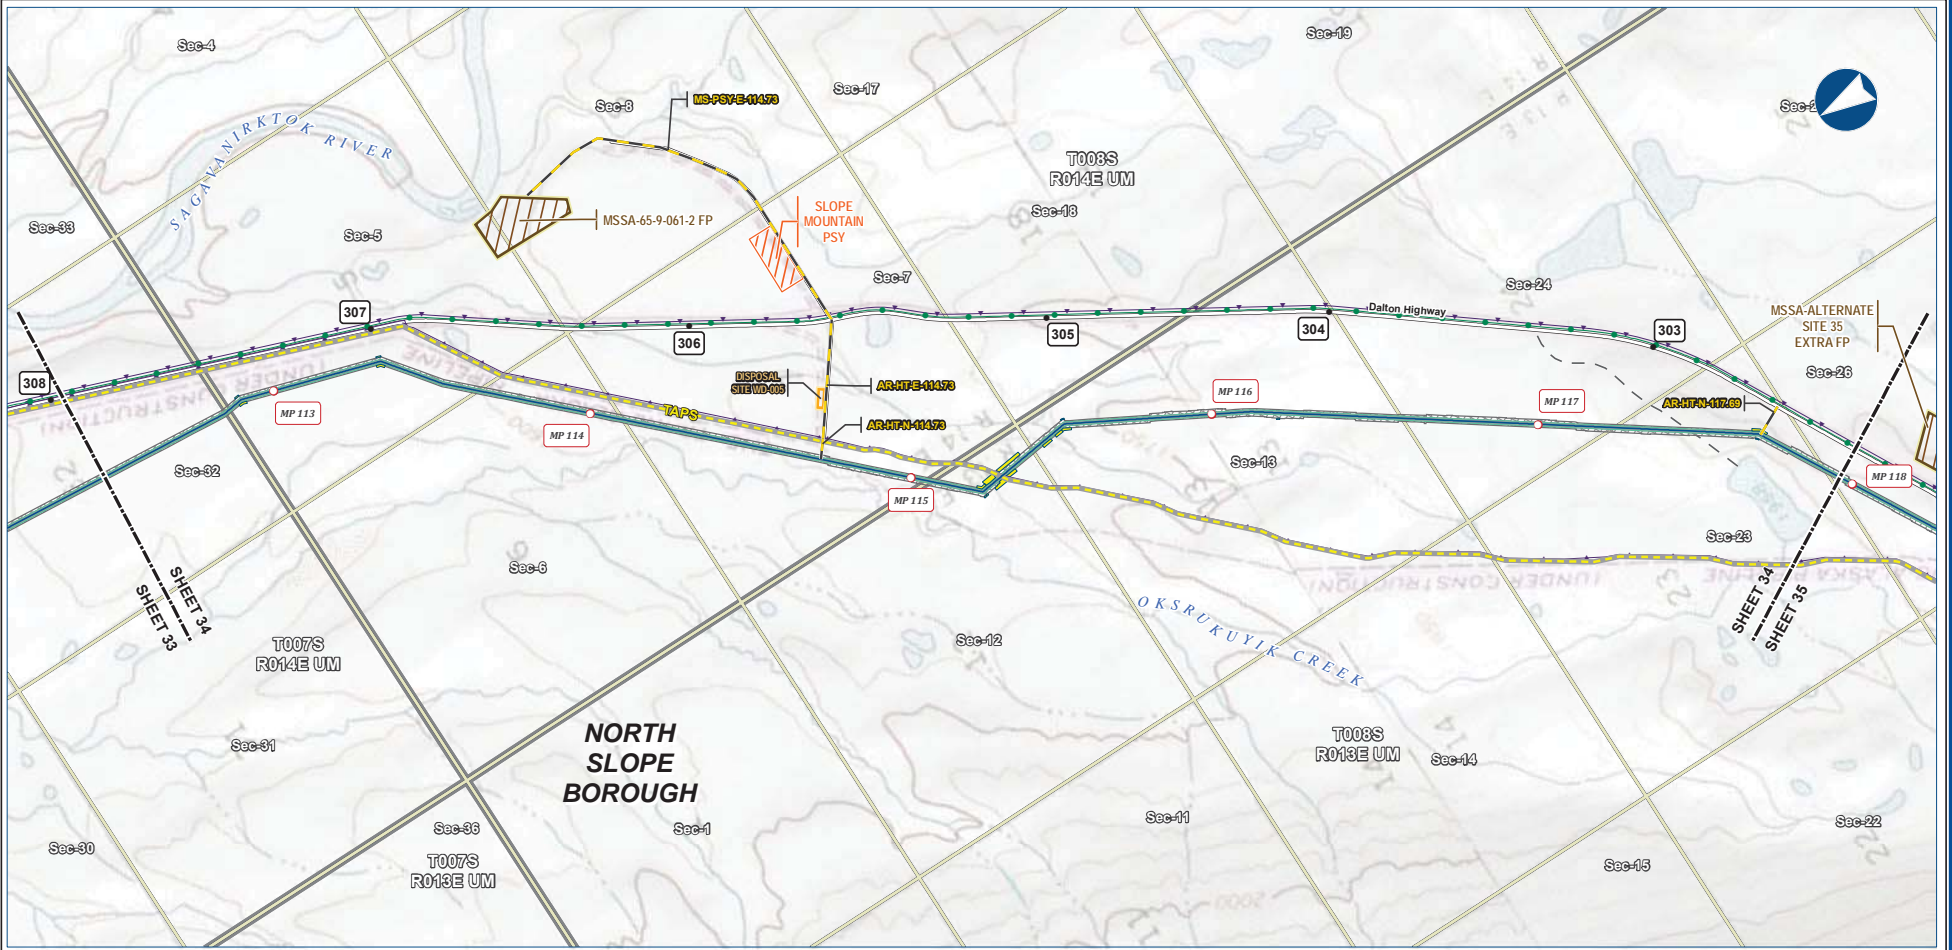 Sec-4
Sec-19
Sec-17
Sec-8
MS-PSY-E-114.73
SAGAVANIRKTOK RIVER
T008S
R014E UM
Sec-18
SLOPE
MOUNTAIN
PSY
MSSA-65-9-061-2 FP
Sec-33
Sec-5
Sec-7
Sec-24
307
306
305
304
303
308
Dalton Highway
MSSA-ALTERNATE
SITE 35
EXTRA FP
Sec-26
DISPOSAL
SITE WD-005
AR-HT-E-114.73
AR-HT-N-114.73
AR-HT-N-117.69
TAPS
MP 113
MP 114
MP 115
MP 116
MP 117
MP 118
Sec-32
Sec-13
Sec-23
Sec-6
SHEET 34
SHEET 33
SHEET 34
SHEET 35
OKSRUKUYIK CREEK
T007S
R014E UM
Sec-12
Sec-31
NORTH
SLOPE
BOROUGH
T008S
R013E UM
Sec-14
Sec-36
Sec-1
Sec-11
Sec-22
Sec-30
T007S
R013E UM
Sec-15